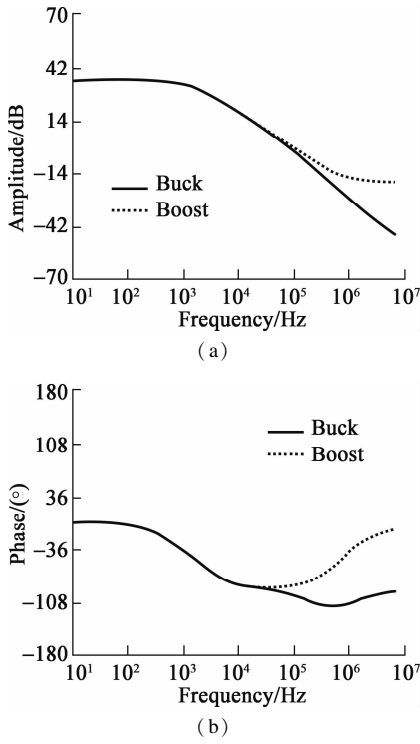 70
42
14
−14
−42
−70
Amplitude/dB
Buck
Boost
10¹ 10² 10³ 10⁴ 10⁵ 10⁶ 10⁷
Frequency/Hz
(a)
180
108
36
−36
−108
−180
Phase/(°)
Buck
Boost
10¹ 10² 10³ 10⁴ 10⁵ 10⁶ 10⁷
Frequency/Hz
(b)